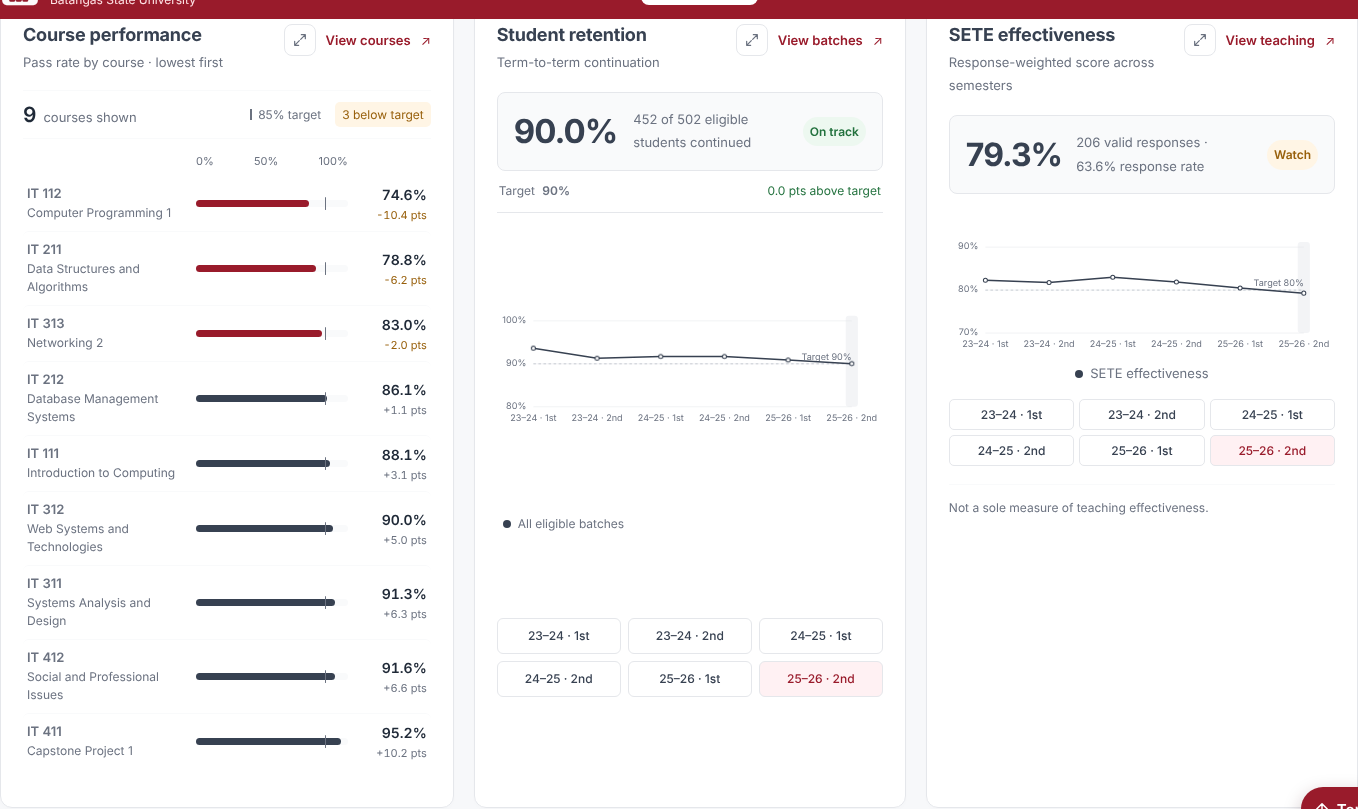 Batangas State University
Course performance
View courses
Pass rate by course · lowest first
9 courses shown
85% target
3 below target
0% 50% 100%
IT 112
Computer Programming 1
74.6%
-10.4 pts
IT 211
Data Structures and
Algorithms
78.8%
-6.2 pts
IT 313
Networking 2
83.0%
-2.0 pts
IT 212
Database Management
Systems
86.1%
+1.1 pts
IT 111
Introduction to Computing
88.1%
+3.1 pts
IT 312
Web Systems and
Technologies
90.0%
+5.0 pts
IT 311
Systems Analysis and
Design
91.3%
+6.3 pts
IT 412
Social and Professional
Issues
91.6%
+6.6 pts
IT 411
Capstone Project 1
95.2%
+10.2 pts
Student retention
View batches
Term-to-term continuation
90.0%
452 of 502 eligible
students continued
On track
Target 90%
0.0 pts above target
100%
90%
80%
Target 90%
23–24 · 1st 23–24 · 2nd 24–25 · 1st 24–25 · 2nd 25–26 · 1st 25–26 · 2nd
All eligible batches
23–24 · 1st 23–24 · 2nd 24–25 · 1st
24–25 · 2nd 25–26 · 1st 25–26 · 2nd
SETE effectiveness
View teaching
Response-weighted score across
semesters
79.3%
206 valid responses ·
63.6% response rate
Watch
90%
80%
70%
Target 80%
23–24 · 1st 23–24 · 2nd 24–25 · 1st 24–25 · 2nd 25–26 · 1st 25–26 · 2nd
SETE effectiveness
23–24 · 1st 23–24 · 2nd 24–25 · 1st
24–25 · 2nd 25–26 · 1st 25–26 · 2nd
Not a sole measure of teaching effectiveness.